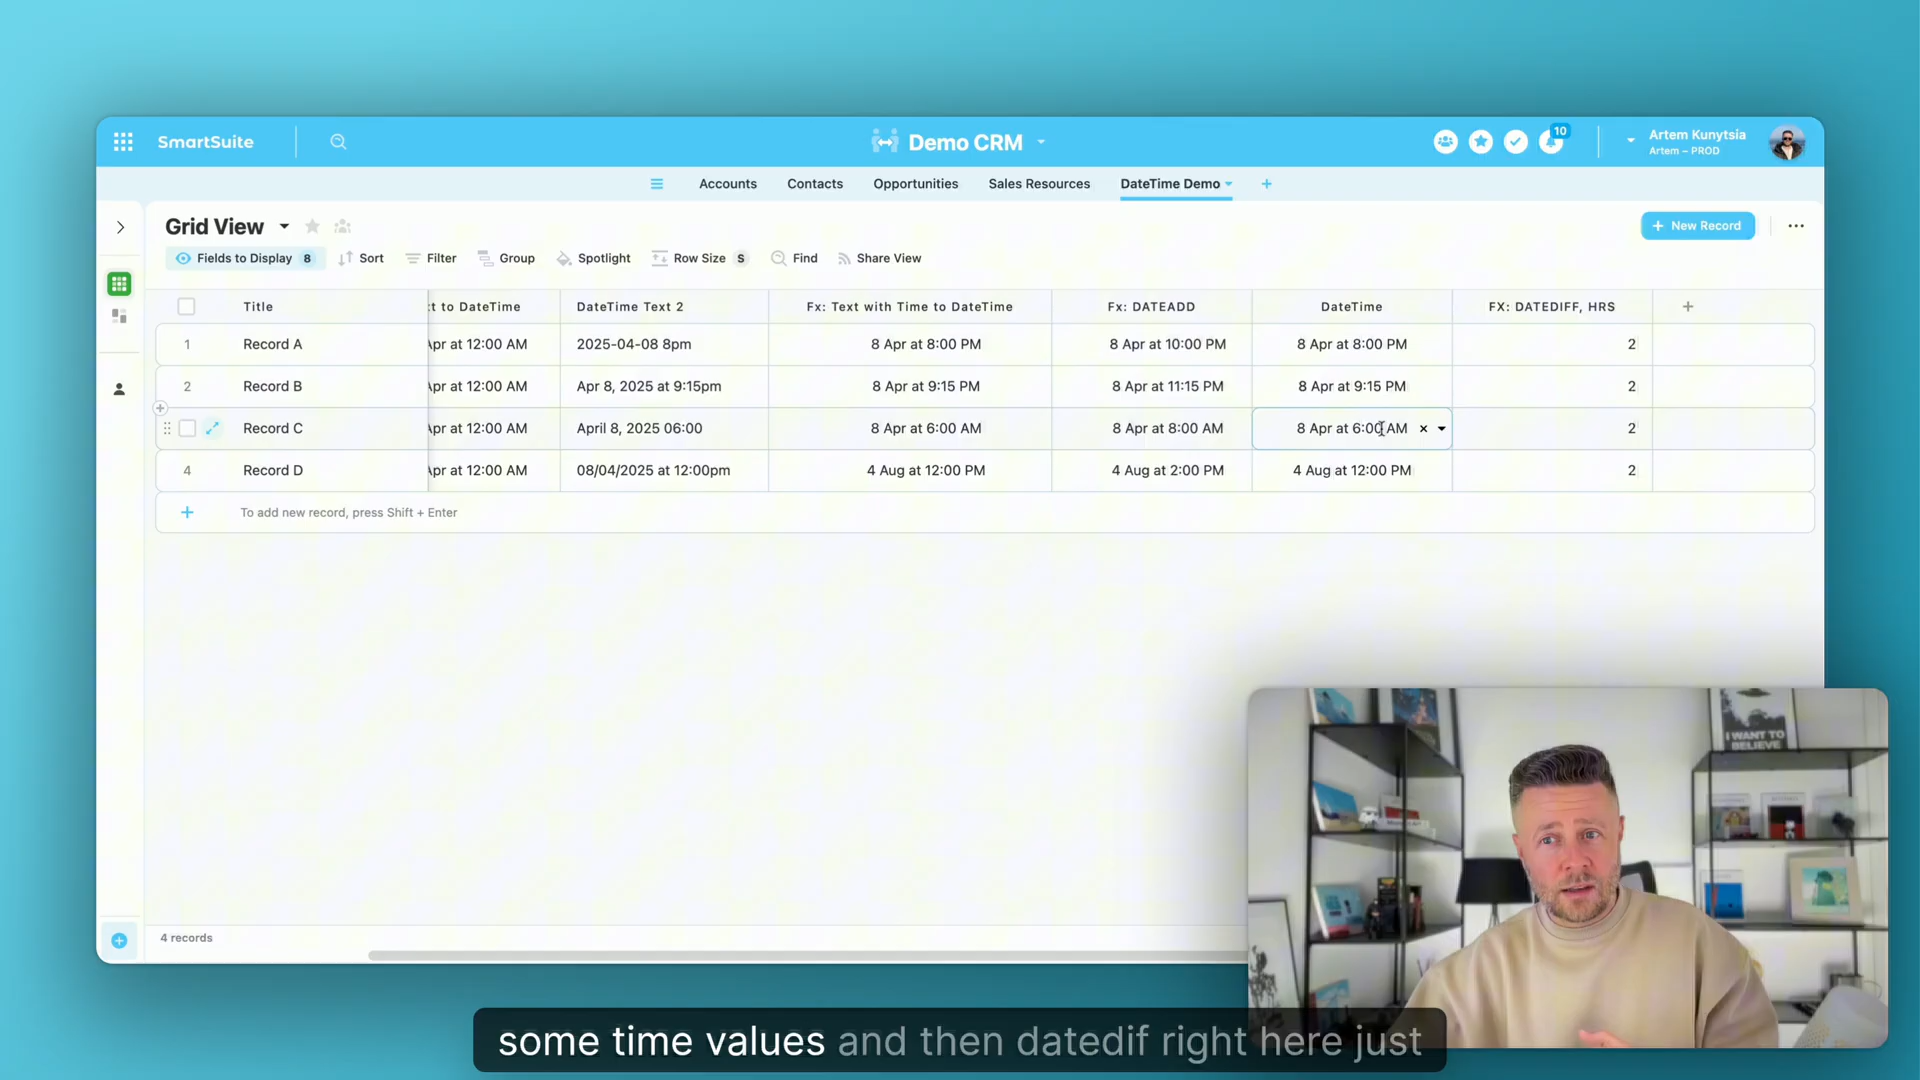 SmartSuite
Demo CRM
10
Artem Kunytsia
Artem – PROD
Accounts
Contacts
Opportunities
Sales Resources
DateTime Demo
Grid View
New Record
Fields to Display 8
Sort
Filter
Group
Spotlight
Row Size S
Find
Share View
Title
:t to DateTime
DateTime Text 2
Fx: Text with Time to DateTime
Fx: DATEADD
DateTime
FX: DATEDIFF, HRS
1 Record A Apr at 12:00 AM 2025-04-08 8pm 8 Apr at 8:00 PM 8 Apr at 10:00 PM 8 Apr at 8:00 PM 2
2 Record B Apr at 12:00 AM Apr 8, 2025 at 9:15pm 8 Apr at 9:15 PM 8 Apr at 11:15 PM 8 Apr at 9:15 PM 2
Record C Apr at 12:00 AM April 8, 2025 06:00 8 Apr at 6:00 AM 8 Apr at 8:00 AM 8 Apr at 6:00 AM 2
4 Record D Apr at 12:00 AM 08/04/2025 at 12:00pm 4 Aug at 12:00 PM 4 Aug at 2:00 PM 4 Aug at 12:00 PM 2
To add new record, press Shift + Enter
4 records
I WANT TO
BELIEVE
some time values and then datedif right here just